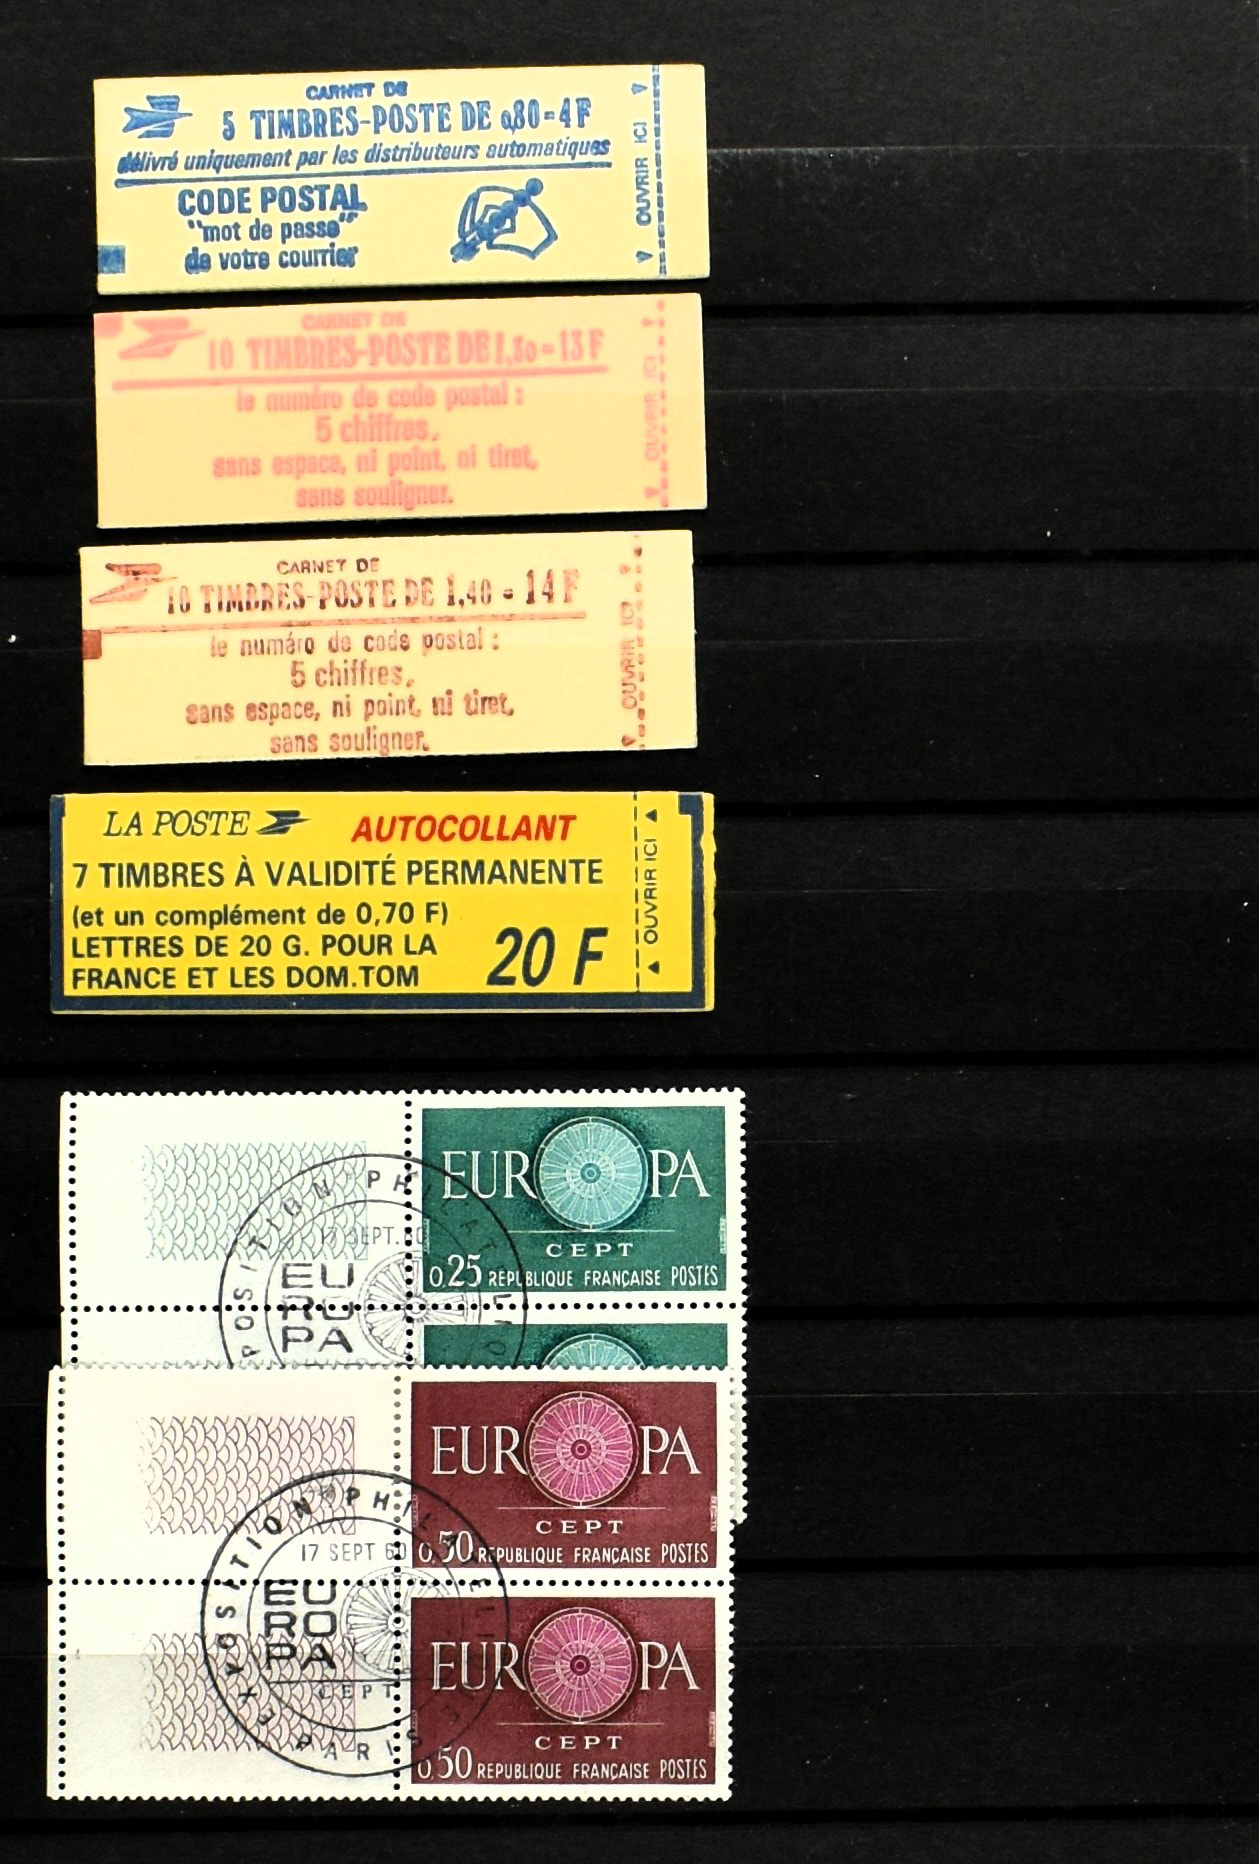 CARNET DE
5 TIMBRES-POSTE DE 0,80=4F
délivré uniquement par les distributeurs automatiques
CODE POSTAL
"mot de passe"
de votre courrier
OUVRIR ICI
CARNET DE
10 TIMBRES-POSTE DE 1,30=13F
le numéro de code postal :
5 chiffres,
sans espace, ni point, ni tiret,
sans souligner.
OUVRIR ICI
CARNET DE
10 TIMBRES-POSTE DE 1,40 = 14F
le numéro de code postal :
5 chiffres,
sans espace, ni point, ni tiret,
sans souligner.
OUVRIR ICI
LA POSTE AUTOCOLLANT
7 TIMBRES À VALIDITÉ PERMANENTE
(et un complément de 0,70 F)
LETTRES DE 20 G. POUR LA
FRANCE ET LES DOM.TOM
20 F
OUVRIR ICI
EUROPA
CEPT
0,25 REPUBLIQUE FRANÇAISE POSTES
POSITION PHILATELIQ
17 SEPT. 60
EU
RO
PA
EUROPA
CEPT
0,50 REPUBLIQUE FRANÇAISE POSTES
EXPOSITION PHILATELI
17 SEPT 60
EU
RO
PA
CEPT
PARIS
EUROPA
CEPT
0,50 REPUBLIQUE FRANÇAISE POSTES